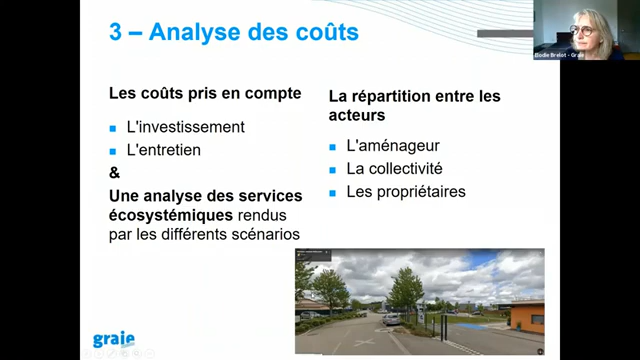 3 – Analyse des coûts
Elodie Brelot - Graie
Les coûts pris en compte
L'investissement
L'entretien
&
Une analyse des services
écosystémiques rendus
par les différents scénarios
La répartition entre les
acteurs
L'aménageur
La collectivité
Les propriétaires
graie